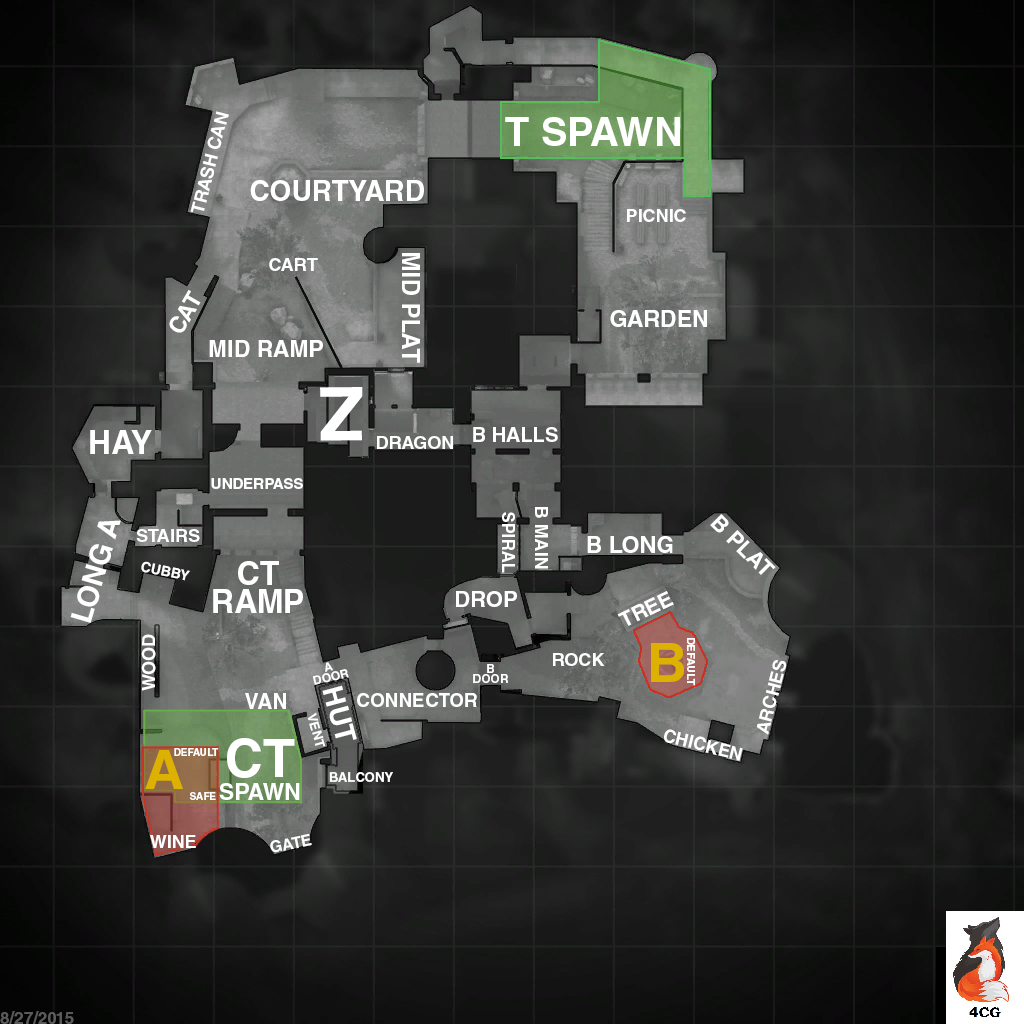 T SPAWN
TRASH CAN
COURTYARD
PICNIC
CART
MID PLAT
CAT
GARDEN
MID RAMP
Z
HAY
DRAGON
B HALLS
UNDERPASS
LONG A
STAIRS
SPIRAL
B MAIN
B LONG
B PLAT
CUBBY
CT
RAMP
DROP
TREE
WOOD
A
DOOR
B
DOOR
ROCK
B
DEFAULT
VAN
HUT
CONNECTOR
ARCHES
VENT
CHICKEN
A
DEFAULT
SAFE
CT
SPAWN
BALCONY
WINE
GATE
4CG
8/27/2015